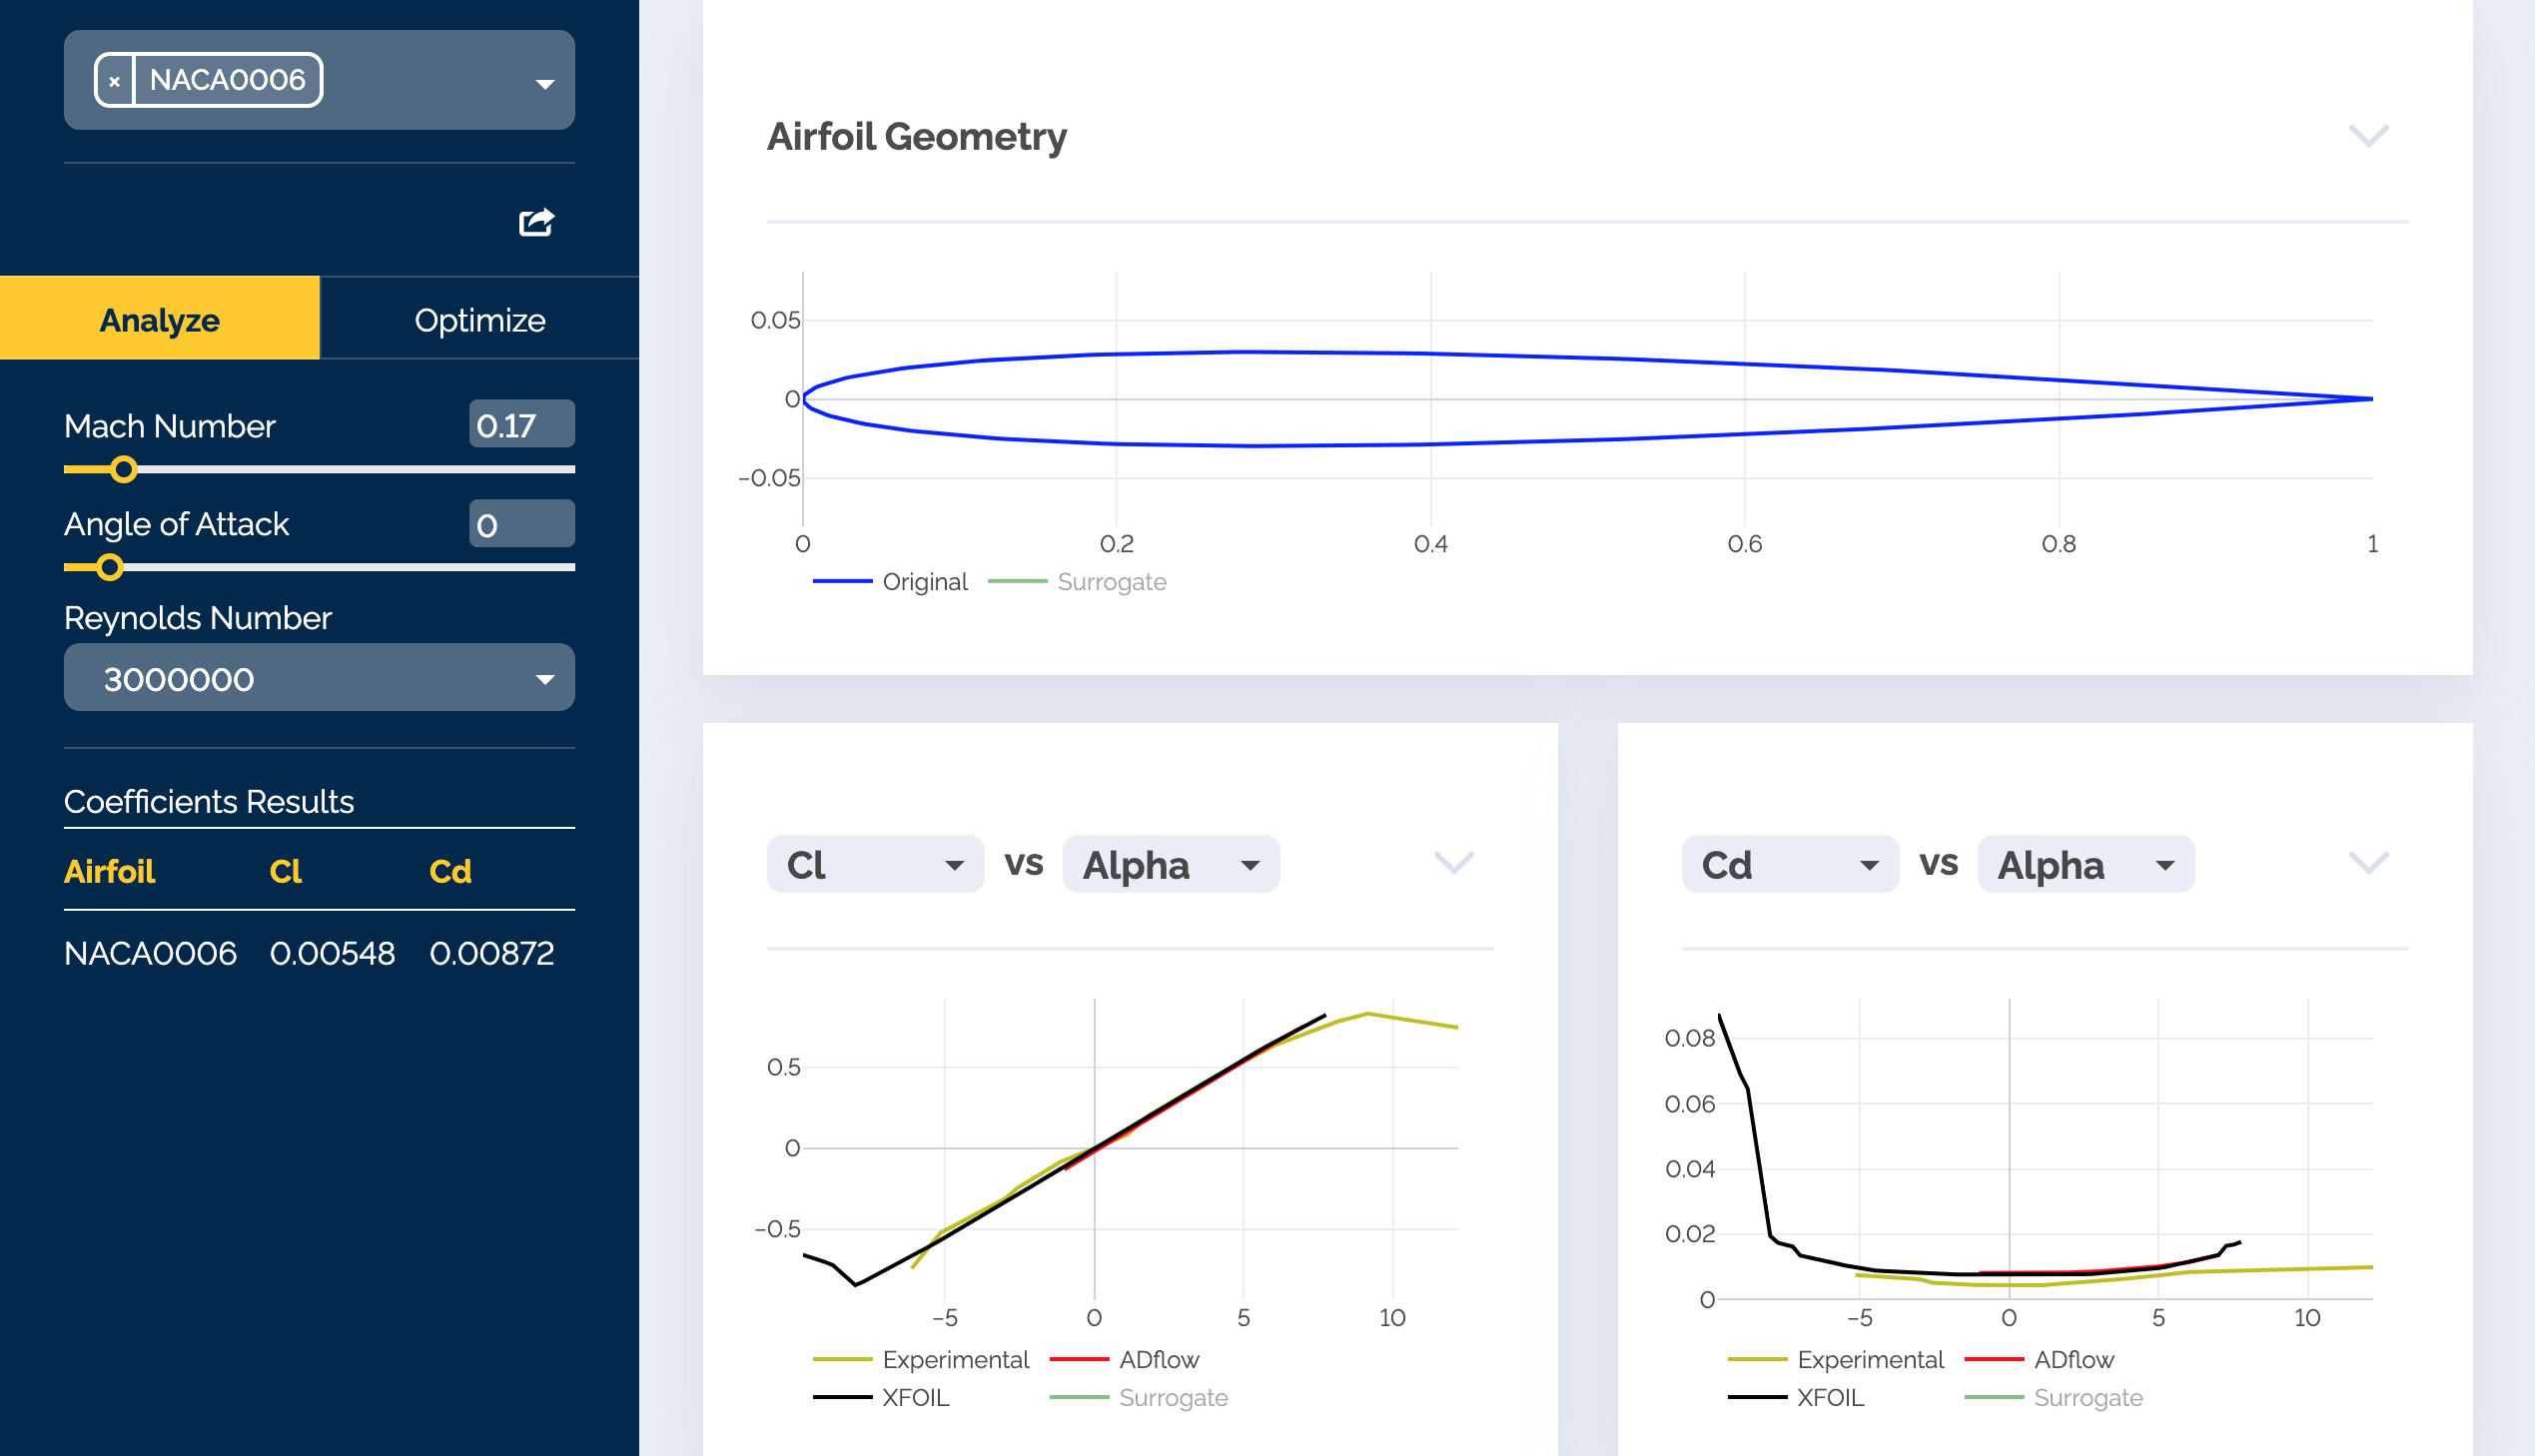 × NACA0006
Analyze Optimize
Mach Number 0.17
Angle of Attack 0
Reynolds Number
3000000
Coefficients Results
Airfoil Cl Cd
NACA0006 0.00548 0.00872
Airfoil Geometry
0.05
0
−0.05
0 0.2 0.4 0.6 0.8 1
Original Surrogate
Cl vs Alpha
0.5
0
−0.5
−5 0 5 10
Experimental ADflow
XFOIL Surrogate
Cd vs Alpha
0.08
0.06
0.04
0.02
0
−5 0 5 10
Experimental ADflow
XFOIL Surrogate